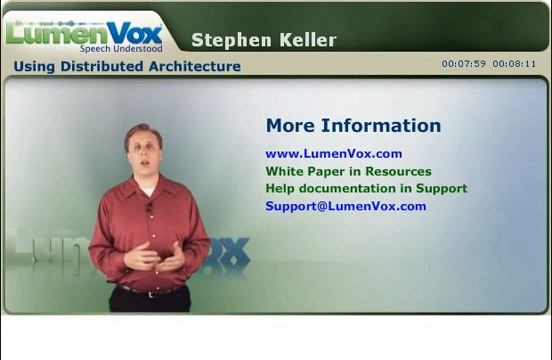 LumenVox
Speech Understood
Stephen Keller
Using Distributed Architecture
00:07:59 00:08:11
More Information
www.LumenVox.com
White Paper in Resources
Help documentation in Support
Support@LumenVox.com